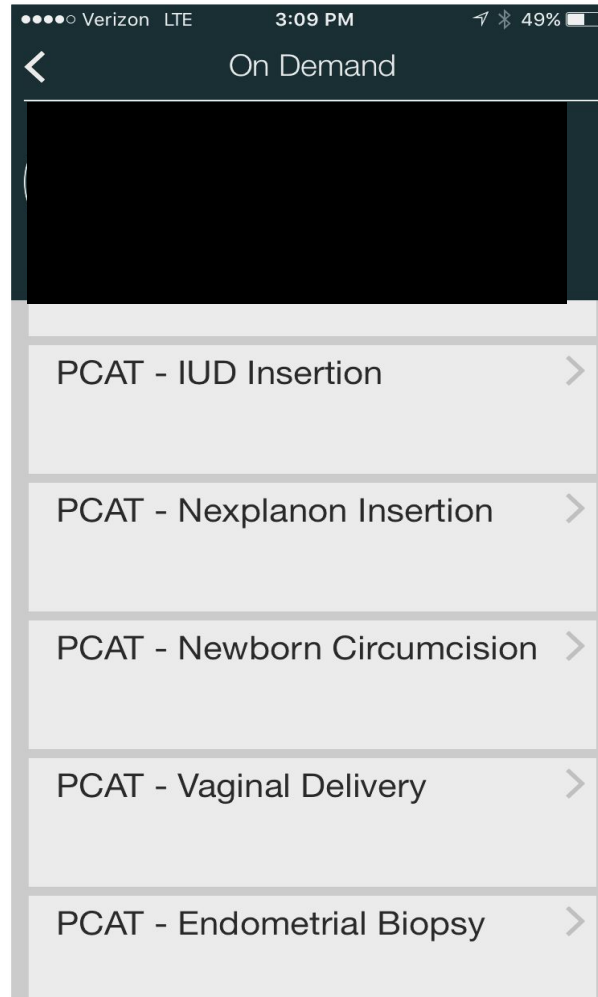 Verizon LTE 3:09 PM 49%
On Demand
PCAT - IUD Insertion
PCAT - Nexplanon Insertion
PCAT - Newborn Circumcision
PCAT - Vaginal Delivery
PCAT - Endometrial Biopsy